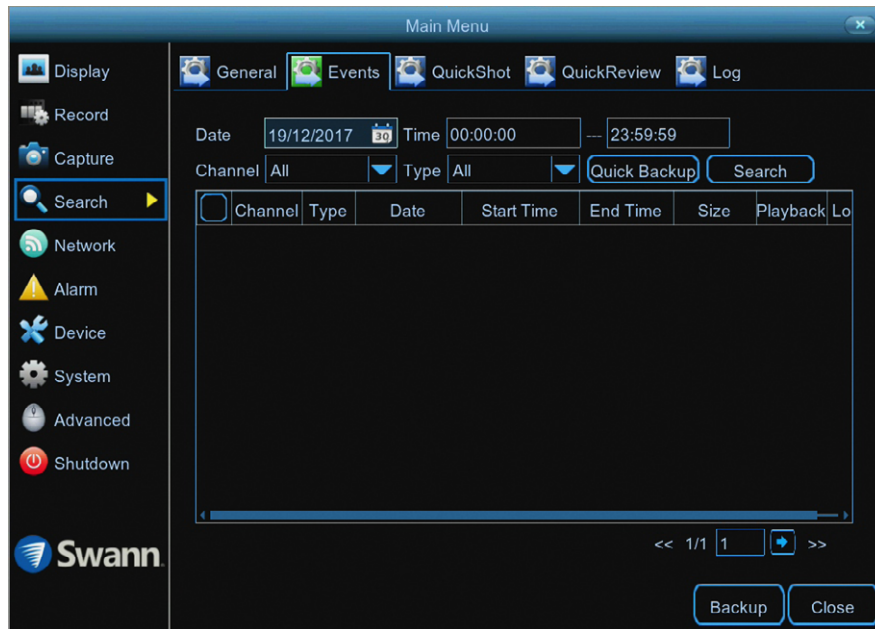 Main Menu
Display
Record
Capture
Search
Network
Alarm
Device
System
Advanced
Shutdown
Swann.
General Events QuickShot QuickReview Log
Date 19/12/2017 30 Time 00:00:00 --- 23:59:59
Channel All Type All Quick Backup Search
Channel Type Date Start Time End Time Size Playback Lo
<< 1/1 1 >>
Backup Close